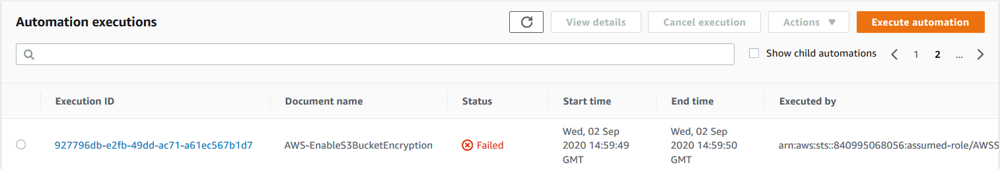 Automation executions
View details
Cancel execution
Actions
Execute automation
Show child automations
1
2
...
Execution ID
Document name
Status
Start time
End time
Executed by
927796db-e2fb-49dd-ac71-a61ec567b1d7
AWS-EnableS3BucketEncryption
Failed
Wed, 02 Sep
2020 14:59:49
GMT
Wed, 02 Sep
2020 14:59:50
GMT
arn:aws:sts::840995068056:assumed-role/AWSS